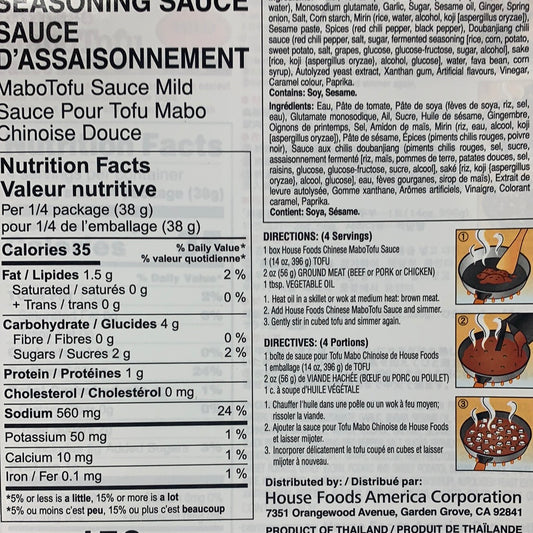 SEASONING SAUCE
SAUCE
D'ASSAISONNEMENT
MaboTofu Sauce Mild
Sauce Pour Tofu Mabo
Chinoise Douce
Nutrition Facts
Valeur nutritive
Per 1/4 package (38 g)
pour 1/4 de l'emballage (38 g)
Calories 35
% Daily Value*
% valeur quotidienne*
Fat / Lipides 1.5 g 2 %
Saturated / saturés 0 g
+ Trans / trans 0 g
0 %
Carbohydrate / Glucides 4 g
Fibre / Fibres 0 g 0 %
Sugars / Sucres 2 g 2 %
Protein / Protéines 1 g
Cholesterol / Cholestérol 0 mg
Sodium 560 mg 24 %
Potassium 50 mg 1 %
Calcium 10 mg 1 %
Iron / Fer 0.1 mg 1 %
*5% or less is a little, 15% or more is a lot
*5% ou moins c'est peu, 15% ou plus c'est beaucoup
water), Monosodium glutamate, Garlic, Sugar, Sesame oil, Ginger, Spring
onion, Salt, Corn starch, Mirin (rice, water, alcohol, koji [aspergillus oryzae]),
Sesame paste, Spices (red chili pepper, black pepper), Doubanjiang chili
sauce (red chili pepper, salt, sugar, fermented seasoning [rice, corn, potato,
sweet potato, salt, grapes, glucose, glucose-fructose, sugar, alcohol], sake
[rice, koji {aspergillus oryzae}, alcohol, glucose], water, fava bean, corn
syrup), Autolyzed yeast extract, Xanthan gum, Artificial flavours, Vinegar,
Caramel colour, Paprika.
Contains: Soy, Sesame.
Ingrédients: Eau, Pâte de tomate, Pâte de soya (fèves de soya, riz, sel,
eau), Glutamate monosodique, Ail, Sucre, Huile de sésame, Gingembre,
Oignons de printemps, Sel, Amidon de maïs, Mirin (riz, eau, alcool, koji
[aspergillus oryzae]), Pâte de sésame, Épices (piments chilis rouges, poivre
noir), Sauce aux chilis doubanjiang (piments chilis rouges, sel, sucre,
assaisonnement fermenté [riz, maïs, pommes de terre, patates douces, sel,
raisins, glucose, glucose-fructose, sucre, alcool], saké [riz, koji {aspergillus
oryzae}, alcool, glucose], eau, fèves gourganes, sirop de maïs), Extrait de
levure autolysée, Gomme xanthane, Arômes artificiels, Vinaigre, Colorant
caramel, Paprika.
Contient: Soya, Sésame.
DIRECTIONS: (4 Servings)
1 box House Foods Chinese MaboTofu Sauce
1 (14 oz, 396 g) TOFU
2 oz (56 g) GROUND MEAT (BEEF or PORK or CHICKEN)
1 tbsp. VEGETABLE OIL
1. Heat oil in a skillet or wok at medium heat: brown meat.
2. Add House Foods Chinese MaboTofu Sauce and simmer.
3. Gently stir in cubed tofu and simmer again.
DIRECTIVES: (4 Portions)
1 boîte de sauce pour Tofu Mabo Chinoise de House Foods
1 emballage (14 oz, 396 g) de TOFU
2 oz (56 g) de VIANDE HACHÉE (BŒUF ou PORC ou POULET)
1 c. à soupe d'HUILE VÉGÉTALE
1. Chauffer l'huile dans une poêle ou un wok à feu moyen;
rissoler la viande.
2. Ajouter la sauce pour Tofu Mabo Chinoise de House Foods
et laisser mijoter.
3. Incorporer délicatement le tofu coupé en cubes et laisser
mijoter à nouveau.
1
2
3
Distributed by: / Distribué par:
House Foods America Corporation
7351 Orangewood Avenue, Garden Grove, CA 92841
PRODUCT OF THAILAND / PRODUIT DE THAÏLANDE